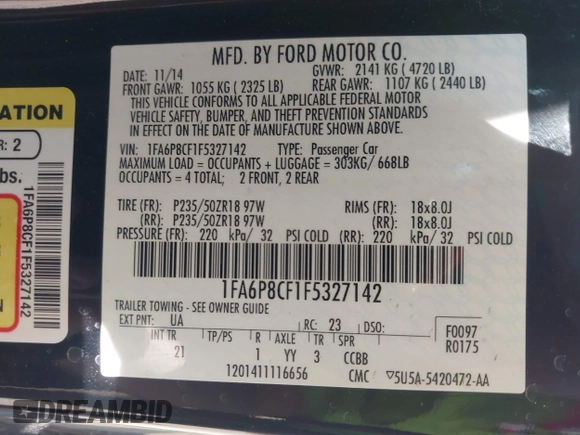 MFD. BY FORD MOTOR CO.
DATE: 11/14 GVWR: 2141 KG ( 4720 LB)
FRONT GAWR: 1055 KG ( 2325 LB) REAR GAWR: 1107 KG ( 2440 LB)
THIS VEHICLE CONFORMS TO ALL APPLICABLE FEDERAL MOTOR
VEHICLE SAFETY, BUMPER, AND THEFT PREVENTION STANDARDS
IN EFFECT ON THE DATE OF MANUFACTURE SHOWN ABOVE.
VIN: 1FA6P8CF1F5327142 TYPE: Passenger Car
MAXIMUM LOAD = OCCUPANTS + LUGGAGE = 303KG/ 668LB
OCCUPANTS = 4 TOTAL; 2 FRONT, 2 REAR
TIRE (FR): P235/50ZR18 97W RIMS (FR): 18x8.0J
(RR): P235/50ZR18 97W (RR): 18x8.0J
PRESSURE (FR): 220 kPa/ 32 PSI COLD (RR): 220 kPa/ 32 PSI COLD
1FA6P8CF1F5327142
TRAILER TOWING - SEE OWNER GUIDE
EXT PNT: UA RC: 23 DSO:
INT TR TP/PS R AXLE TR SPR
21 1 YY 3 CCBB
F0097
R0175
1201411116656 CMC ▽5U5A-5420472-AA
ATION
R: 2
bs.
1FA6P8CF1F5327142
DREAMBID